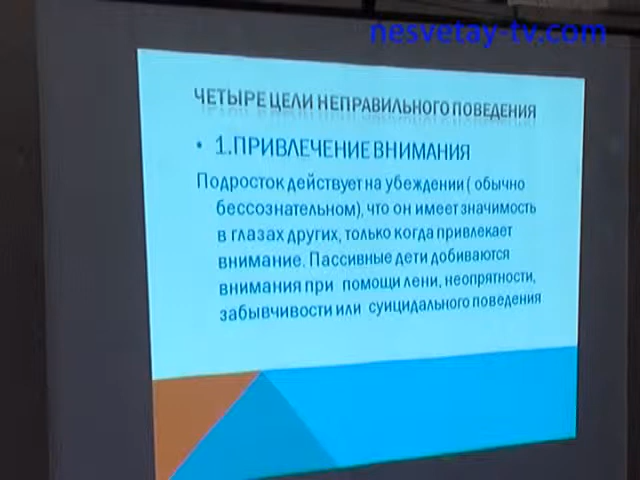 nesvetay-tv.com
ЧЕТЫРЕ ЦЕЛИ НЕПРАВИЛЬНОГО ПОВЕДЕНИЯ
• 1.ПРИВЛЕЧЕНИЕ ВНИМАНИЯ
Подросток действует на убеждении ( обычно
бессознательном), что он имеет значимость
в глазах других, только когда привлекает
внимание. Пассивные дети добиваются
внимания при помощи лени, неопрятности,
забывчивости или суицидального поведения